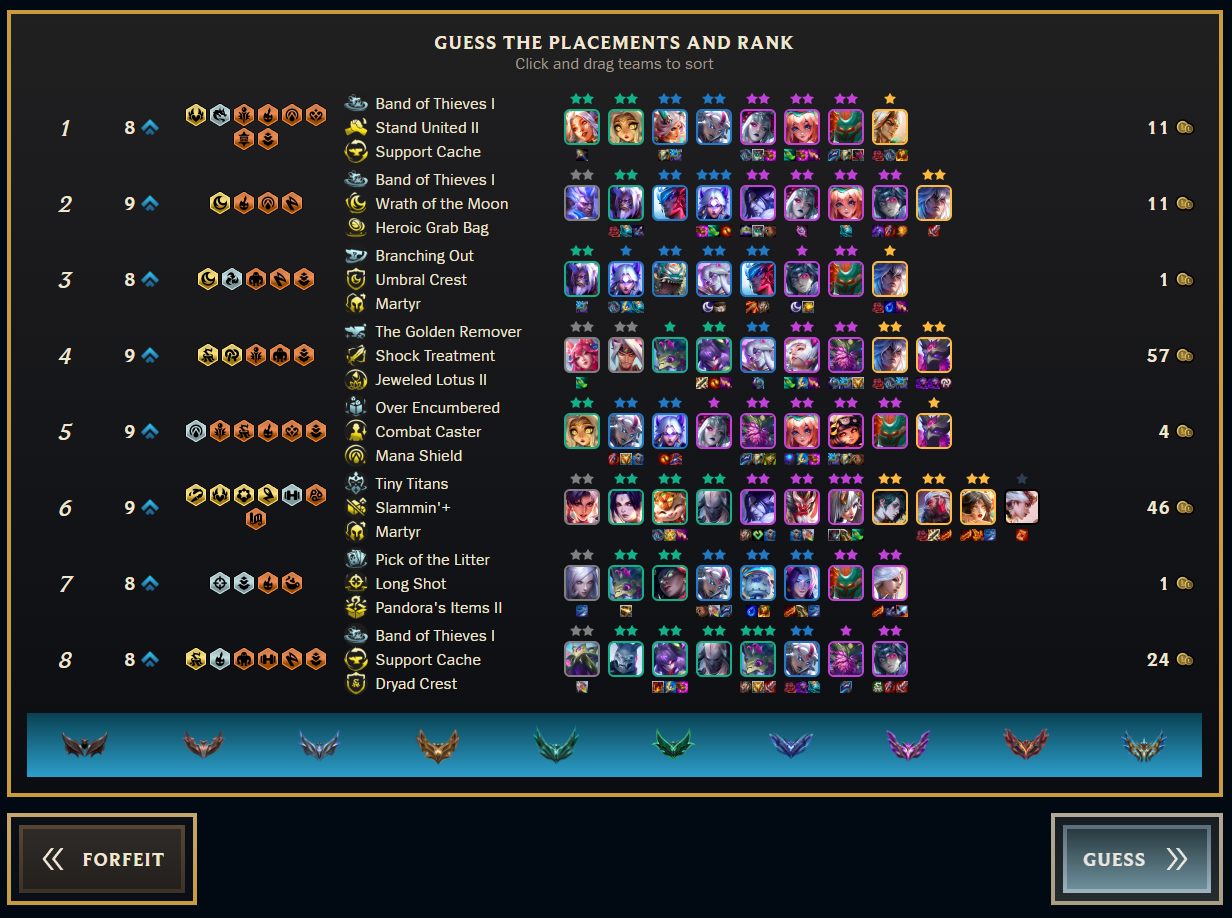 GUESS THE PLACEMENTS AND RANK
Click and drag teams to sort
1 8 Band of Thieves I 11
Stand United II
Support Cache
2 9 Band of Thieves I 11
Wrath of the Moon
Heroic Grab Bag
3 8 Branching Out 1
Umbral Crest
Martyr
4 9 The Golden Remover 57
Shock Treatment
Jeweled Lotus II
5 9 Over Encumbered 4
Combat Caster
Mana Shield
6 9 Tiny Titans 46
Slammin'+
Martyr
7 8 Pick of the Litter 1
Long Shot
Pandora's Items II
8 8 Band of Thieves I 24
Support Cache
Dryad Crest
FORFEIT
GUESS